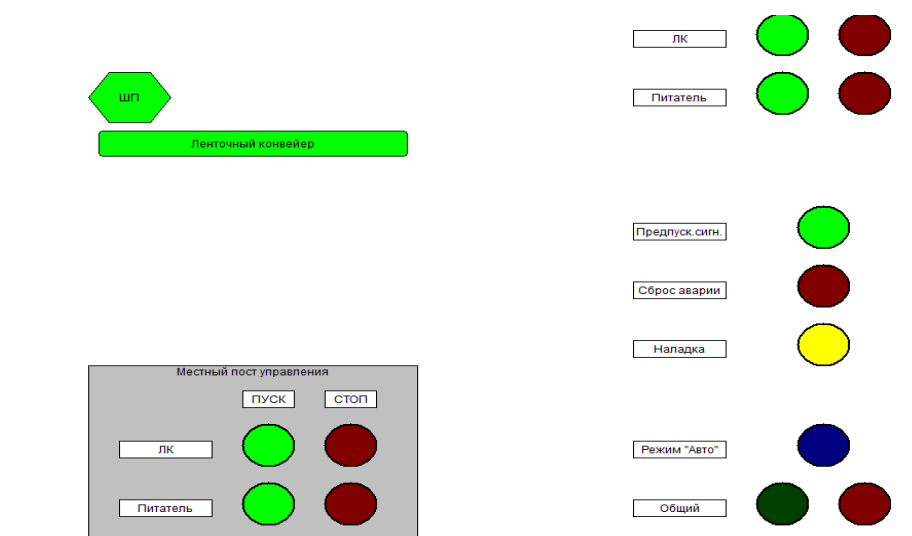 ЛК
ШП
Питатель
Ленточный конвейер
Предпуск.сигн.
Сброс аварии
Наладка
Местный пост управления
ПУСК СТОП
ЛК
Режим "Авто"
Питатель
Общий